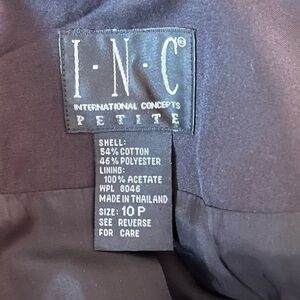 I·N·C®
INTERNATIONAL CONCEPTS
PETITE
SHELL:
54% COTTON
46% POLYESTER
LINING:
100% ACETATE
WPL 8046
MADE IN THAILAND
SIZE: 10 P
SEE REVERSE
FOR CARE